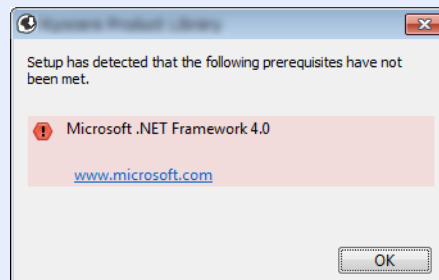 Setup has detected that the following prerequisites have not
been met.
Microsoft .NET Framework 4.0
www.microsoft.com
OK